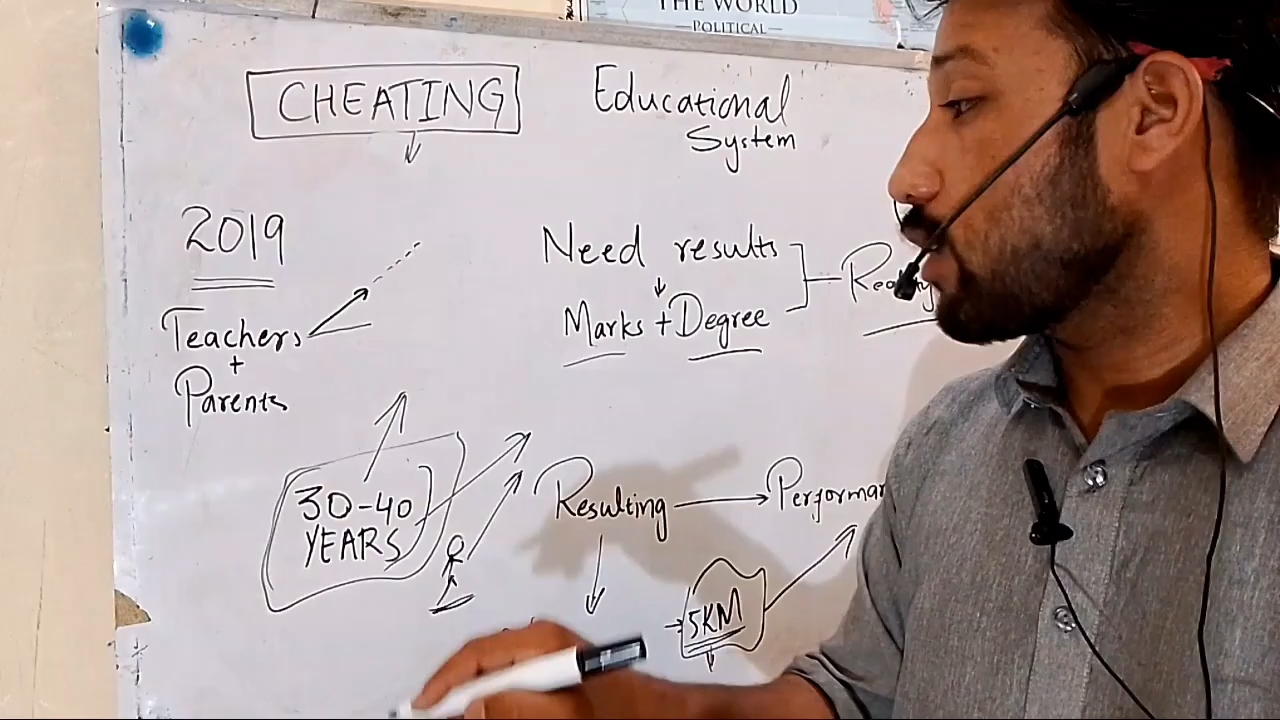 THE WORLD
POLITICAL
CHEATING
Educational
System
2019
Need results
Marks + Degree
Teachers
+
Parents
30-40
YEARS
Resulting
Performan
5KM